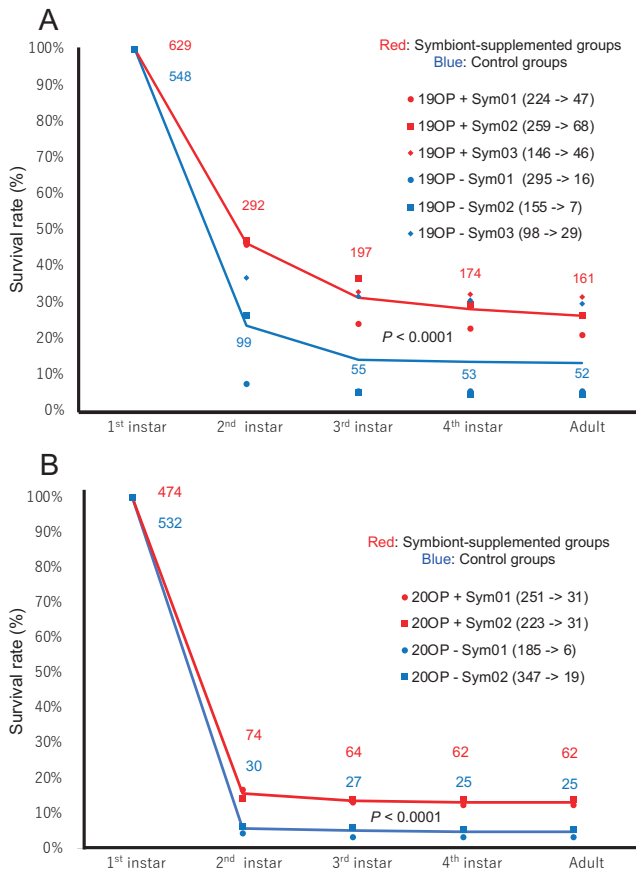 A
Survival rate (%)
100%
90%
80%
70%
60%
50%
40%
30%
20%
10%
0%
629
548
Red: Symbiont-supplemented groups
Blue: Control groups
19OP + Sym01 (224 -> 47)
19OP + Sym02 (259 -> 68)
19OP + Sym03 (146 -> 46)
19OP - Sym01 (295 -> 16)
19OP - Sym02 (155 -> 7)
19OP - Sym03 (98 -> 29)
292
197
174
161
P < 0.0001
99
55
53
52
1st instar
2nd instar
3rd instar
4th instar
Adult
B
Survival rate (%)
100%
90%
80%
70%
60%
50%
40%
30%
20%
10%
0%
474
532
Red: Symbiont-supplemented groups
Blue: Control groups
20OP + Sym01 (251 -> 31)
20OP + Sym02 (223 -> 31)
20OP - Sym01 (185 -> 6)
20OP - Sym02 (347 -> 19)
74
64
62
62
30
27
25
25
P < 0.0001
1st instar
2nd instar
3rd instar
4th instar
Adult